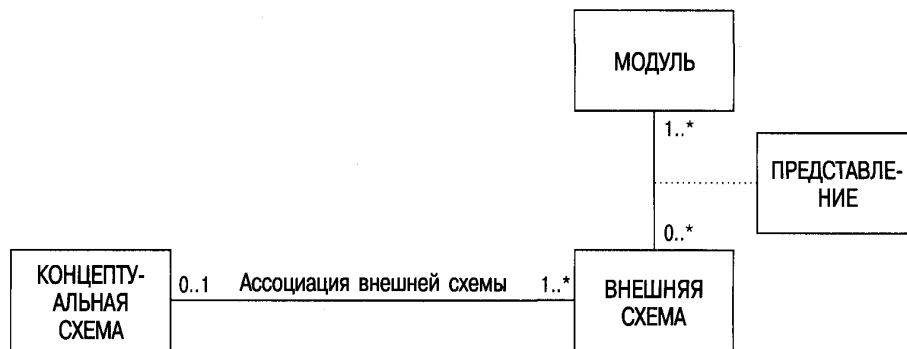 МОДУЛЬ
1..*
ПРЕДСТАВЛЕ-
НИЕ
0..*
КОНЦЕПТУ-
АЛЬНАЯ
СХЕМА
0..1 Ассоциация внешней схемы 1..*
ВНЕШНЯЯ
СХЕМА